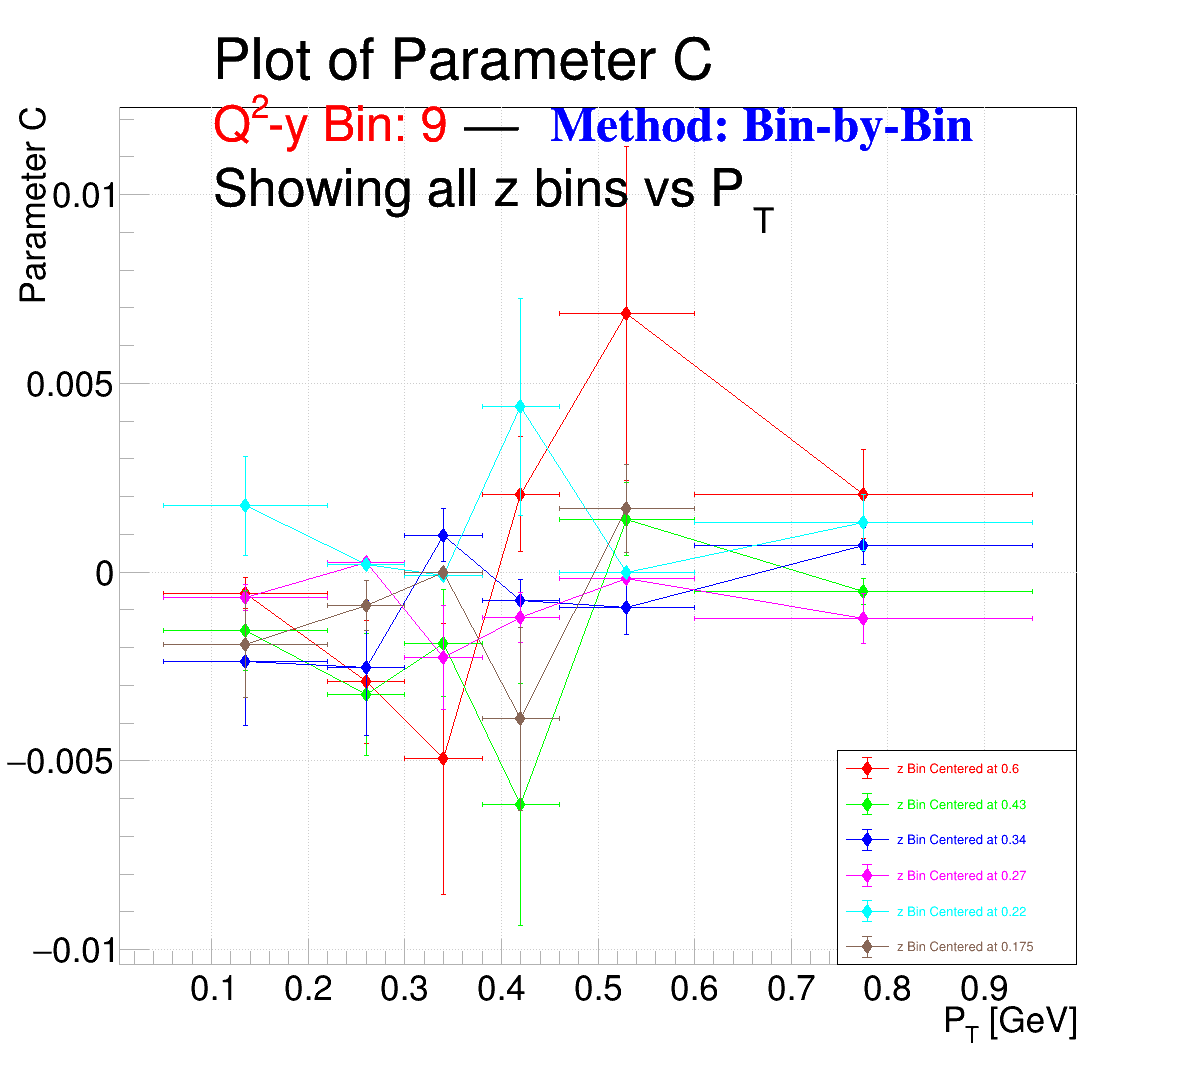 Plot of Parameter C
Q²-y Bin: 9 — Method: Bin-by-Bin
Showing all z bins vs P_T
Parameter C
0.01
0.005
0
−0.005
−0.01
z Bin Centered at 0.6
z Bin Centered at 0.43
z Bin Centered at 0.34
z Bin Centered at 0.27
z Bin Centered at 0.22
z Bin Centered at 0.175
0.1 0.2 0.3 0.4 0.5 0.6 0.7 0.8 0.9
P_T [GeV]